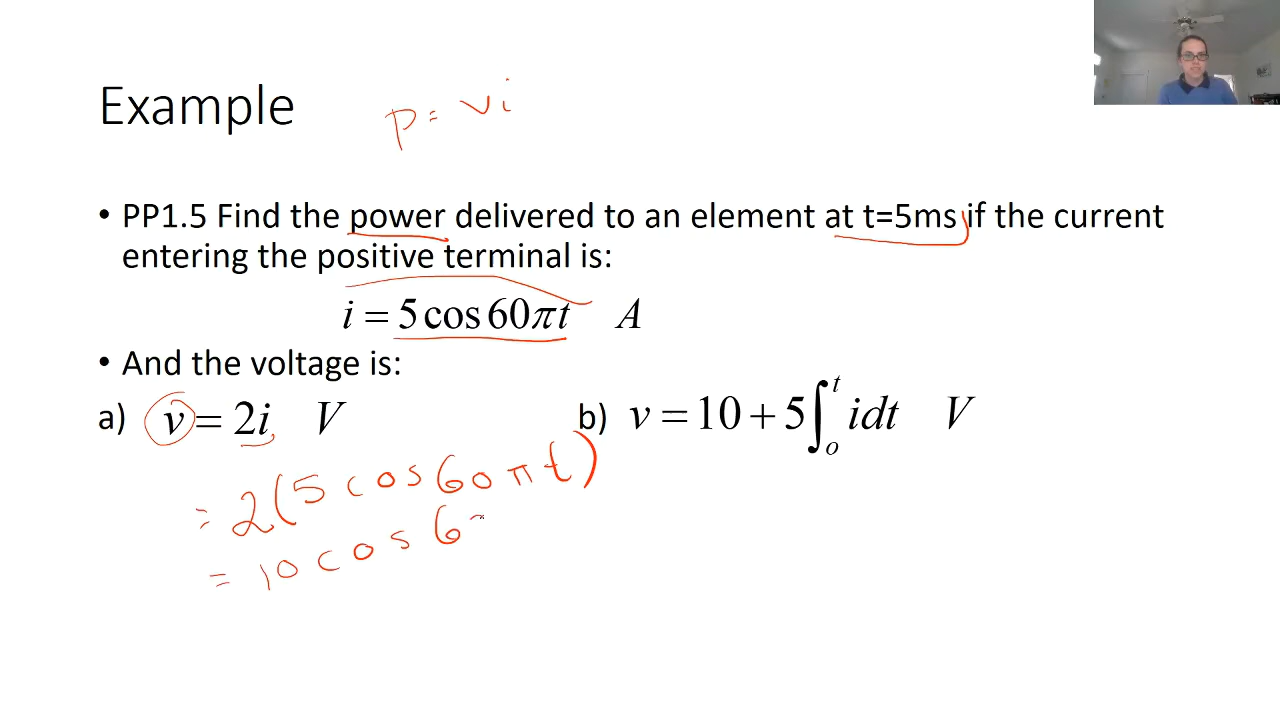 Example
p = vi
• PP1.5 Find the power delivered to an element at t=5ms if the current
entering the positive terminal is:
i = 5 cos 60πt A
• And the voltage is:
a) v = 2i V
b) v = 10 + 5∫ₒᵗ idt V
= 2(5 cos 60 π t)
= 10 cos 6